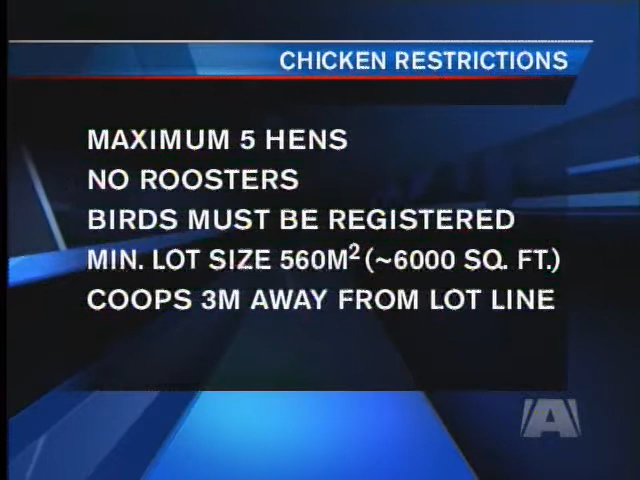 CHICKEN RESTRICTIONS
MAXIMUM 5 HENS
NO ROOSTERS
BIRDS MUST BE REGISTERED
MIN. LOT SIZE 560M² (~6000 SQ. FT.)
COOPS 3M AWAY FROM LOT LINE
A